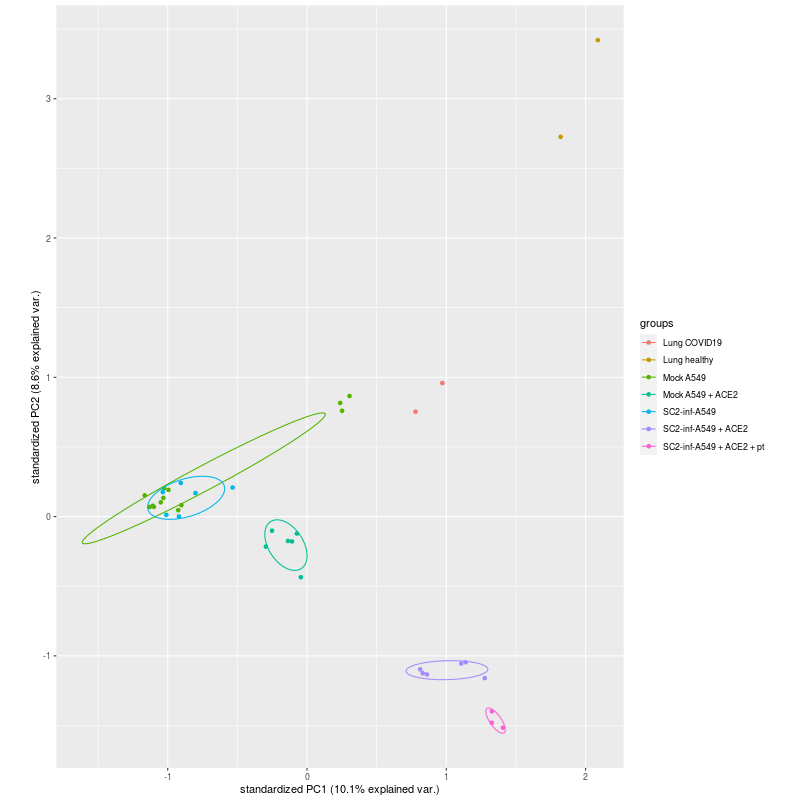 3
2
1
0
-1
standardized PC2 (8.6% explained var.)
-1
0
1
2
standardized PC1 (10.1% explained var.)
groups
Lung COVID19
Lung healthy
Mock A549
Mock A549 + ACE2
SC2-inf-A549
SC2-inf-A549 + ACE2
SC2-inf-A549 + ACE2 + pt